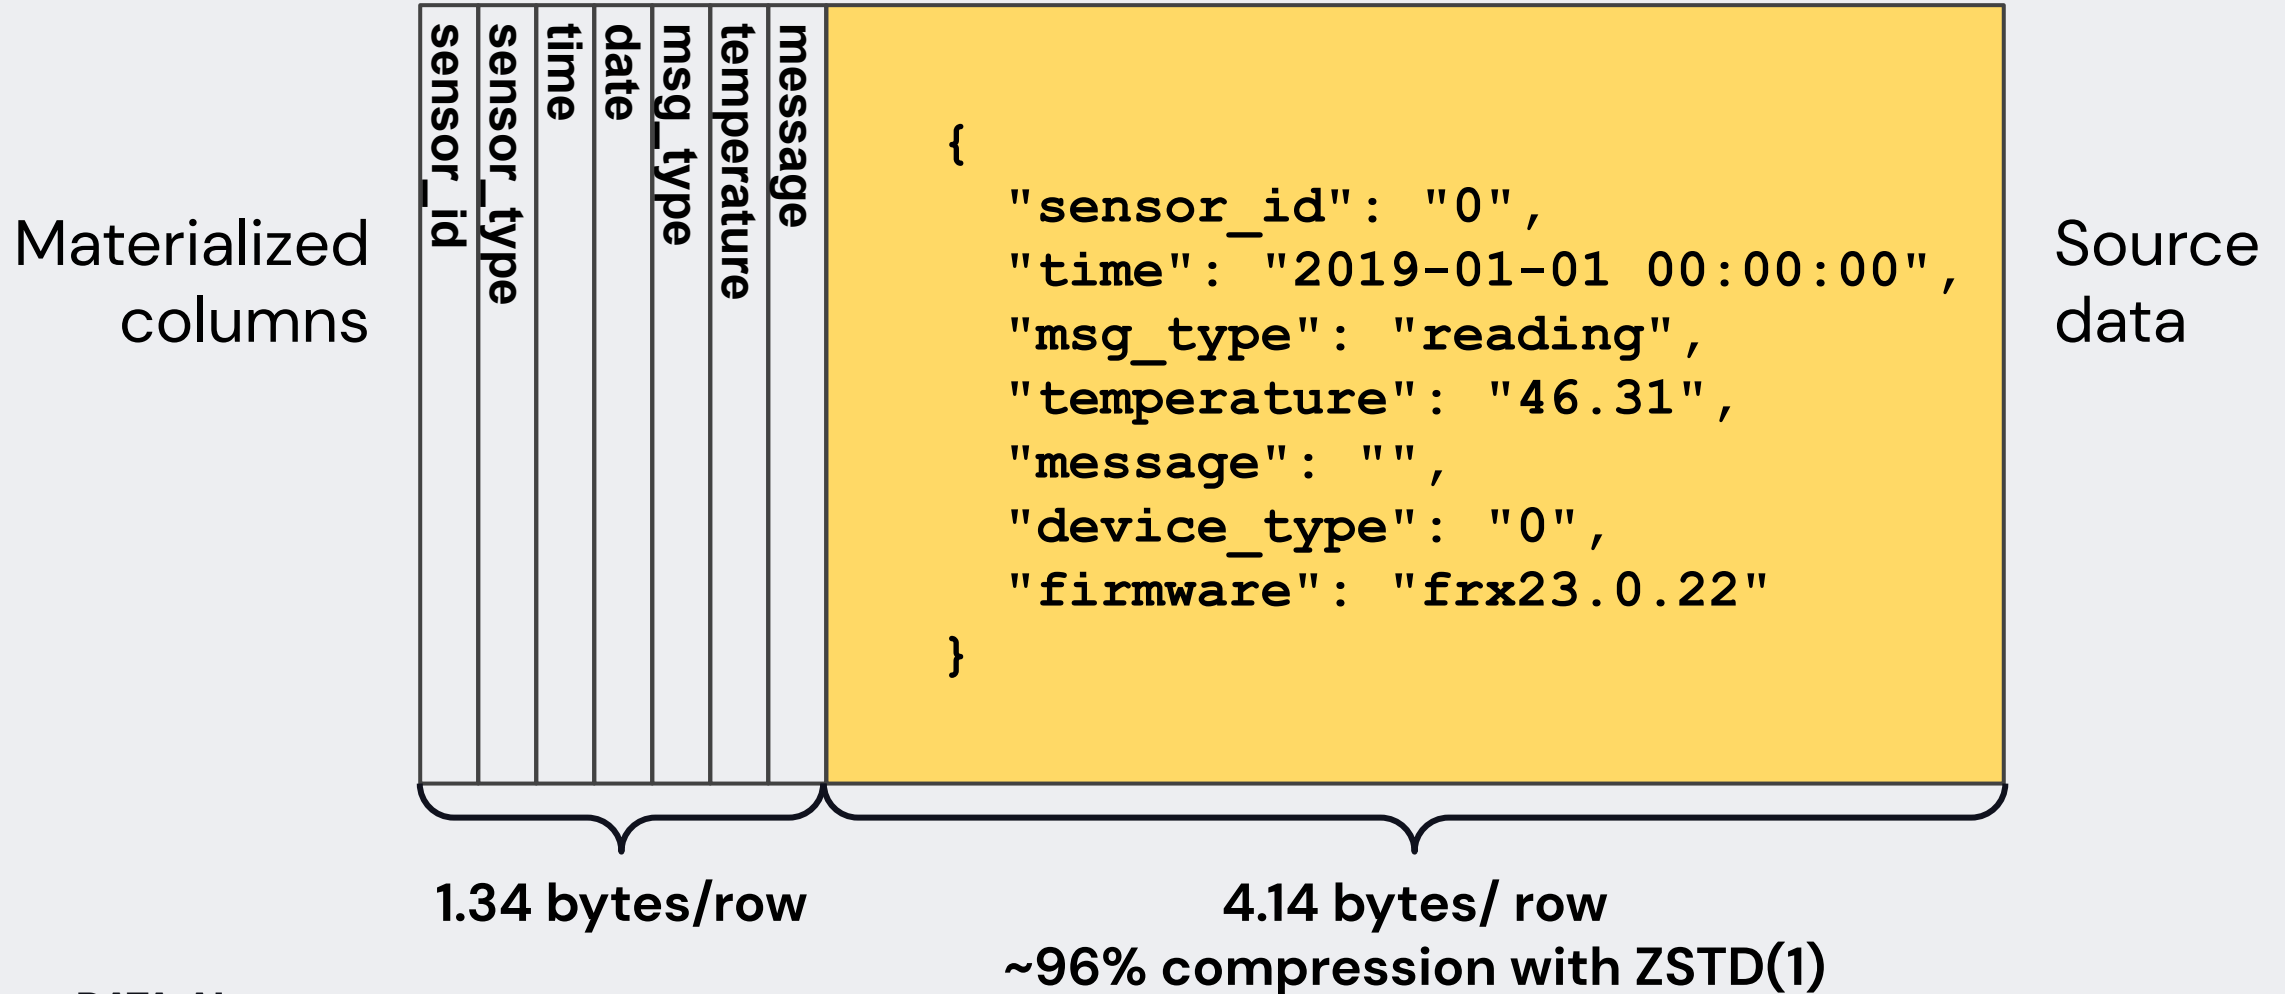 Materialized
columns
sensor_id
sensor_type
time
date
msg_type
temperature
message
{
"sensor_id": "0",
"time": "2019-01-01 00:00:00",
"msg_type": "reading",
"temperature": "46.31",
"message": "",
"device_type": "0",
"firmware": "frx23.0.22"
}
Source
data
1.34 bytes/row
4.14 bytes/ row
~96% compression with ZSTD(1)